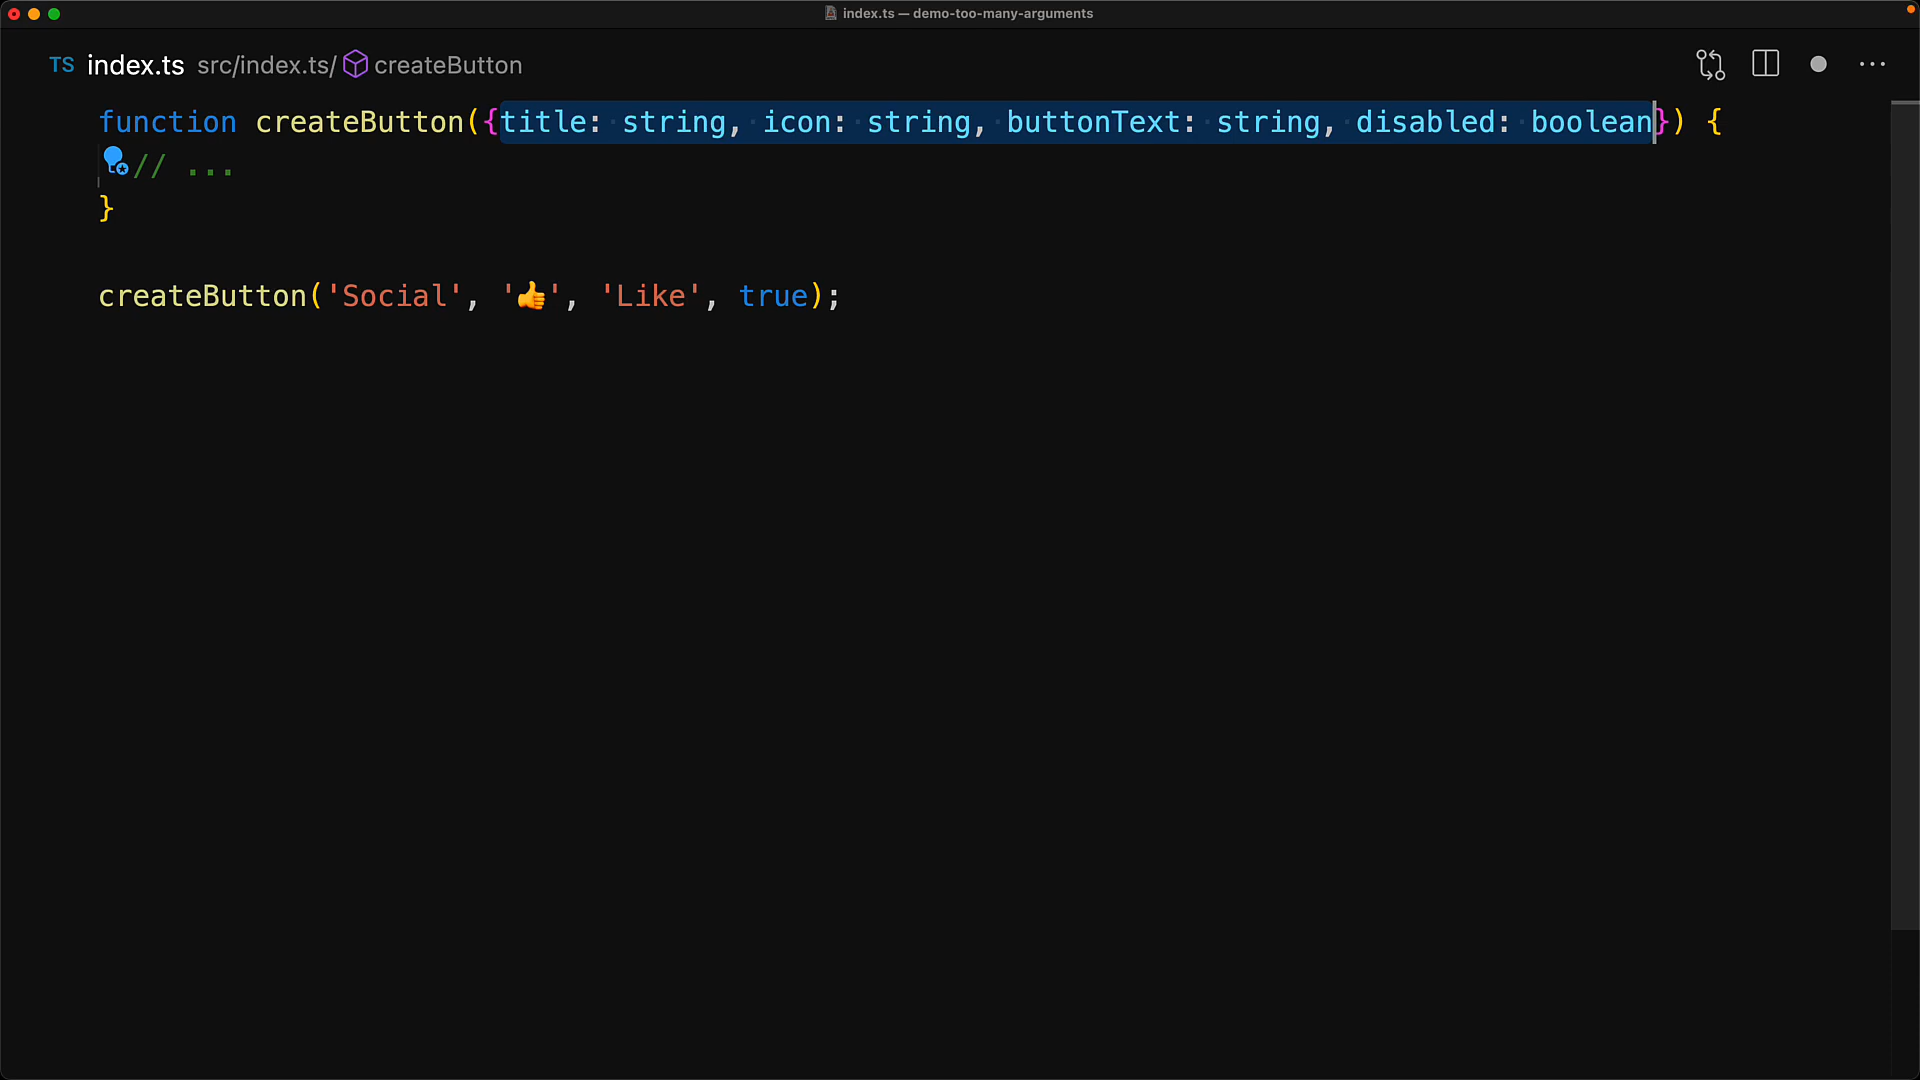 index.ts — demo-too-many-arguments
TS index.ts src/index.ts/ createButton
function createButton({title: string, icon: string, buttonText: string, disabled: boolean}) {
// ...
}
createButton('Social', '👍', 'Like', true);